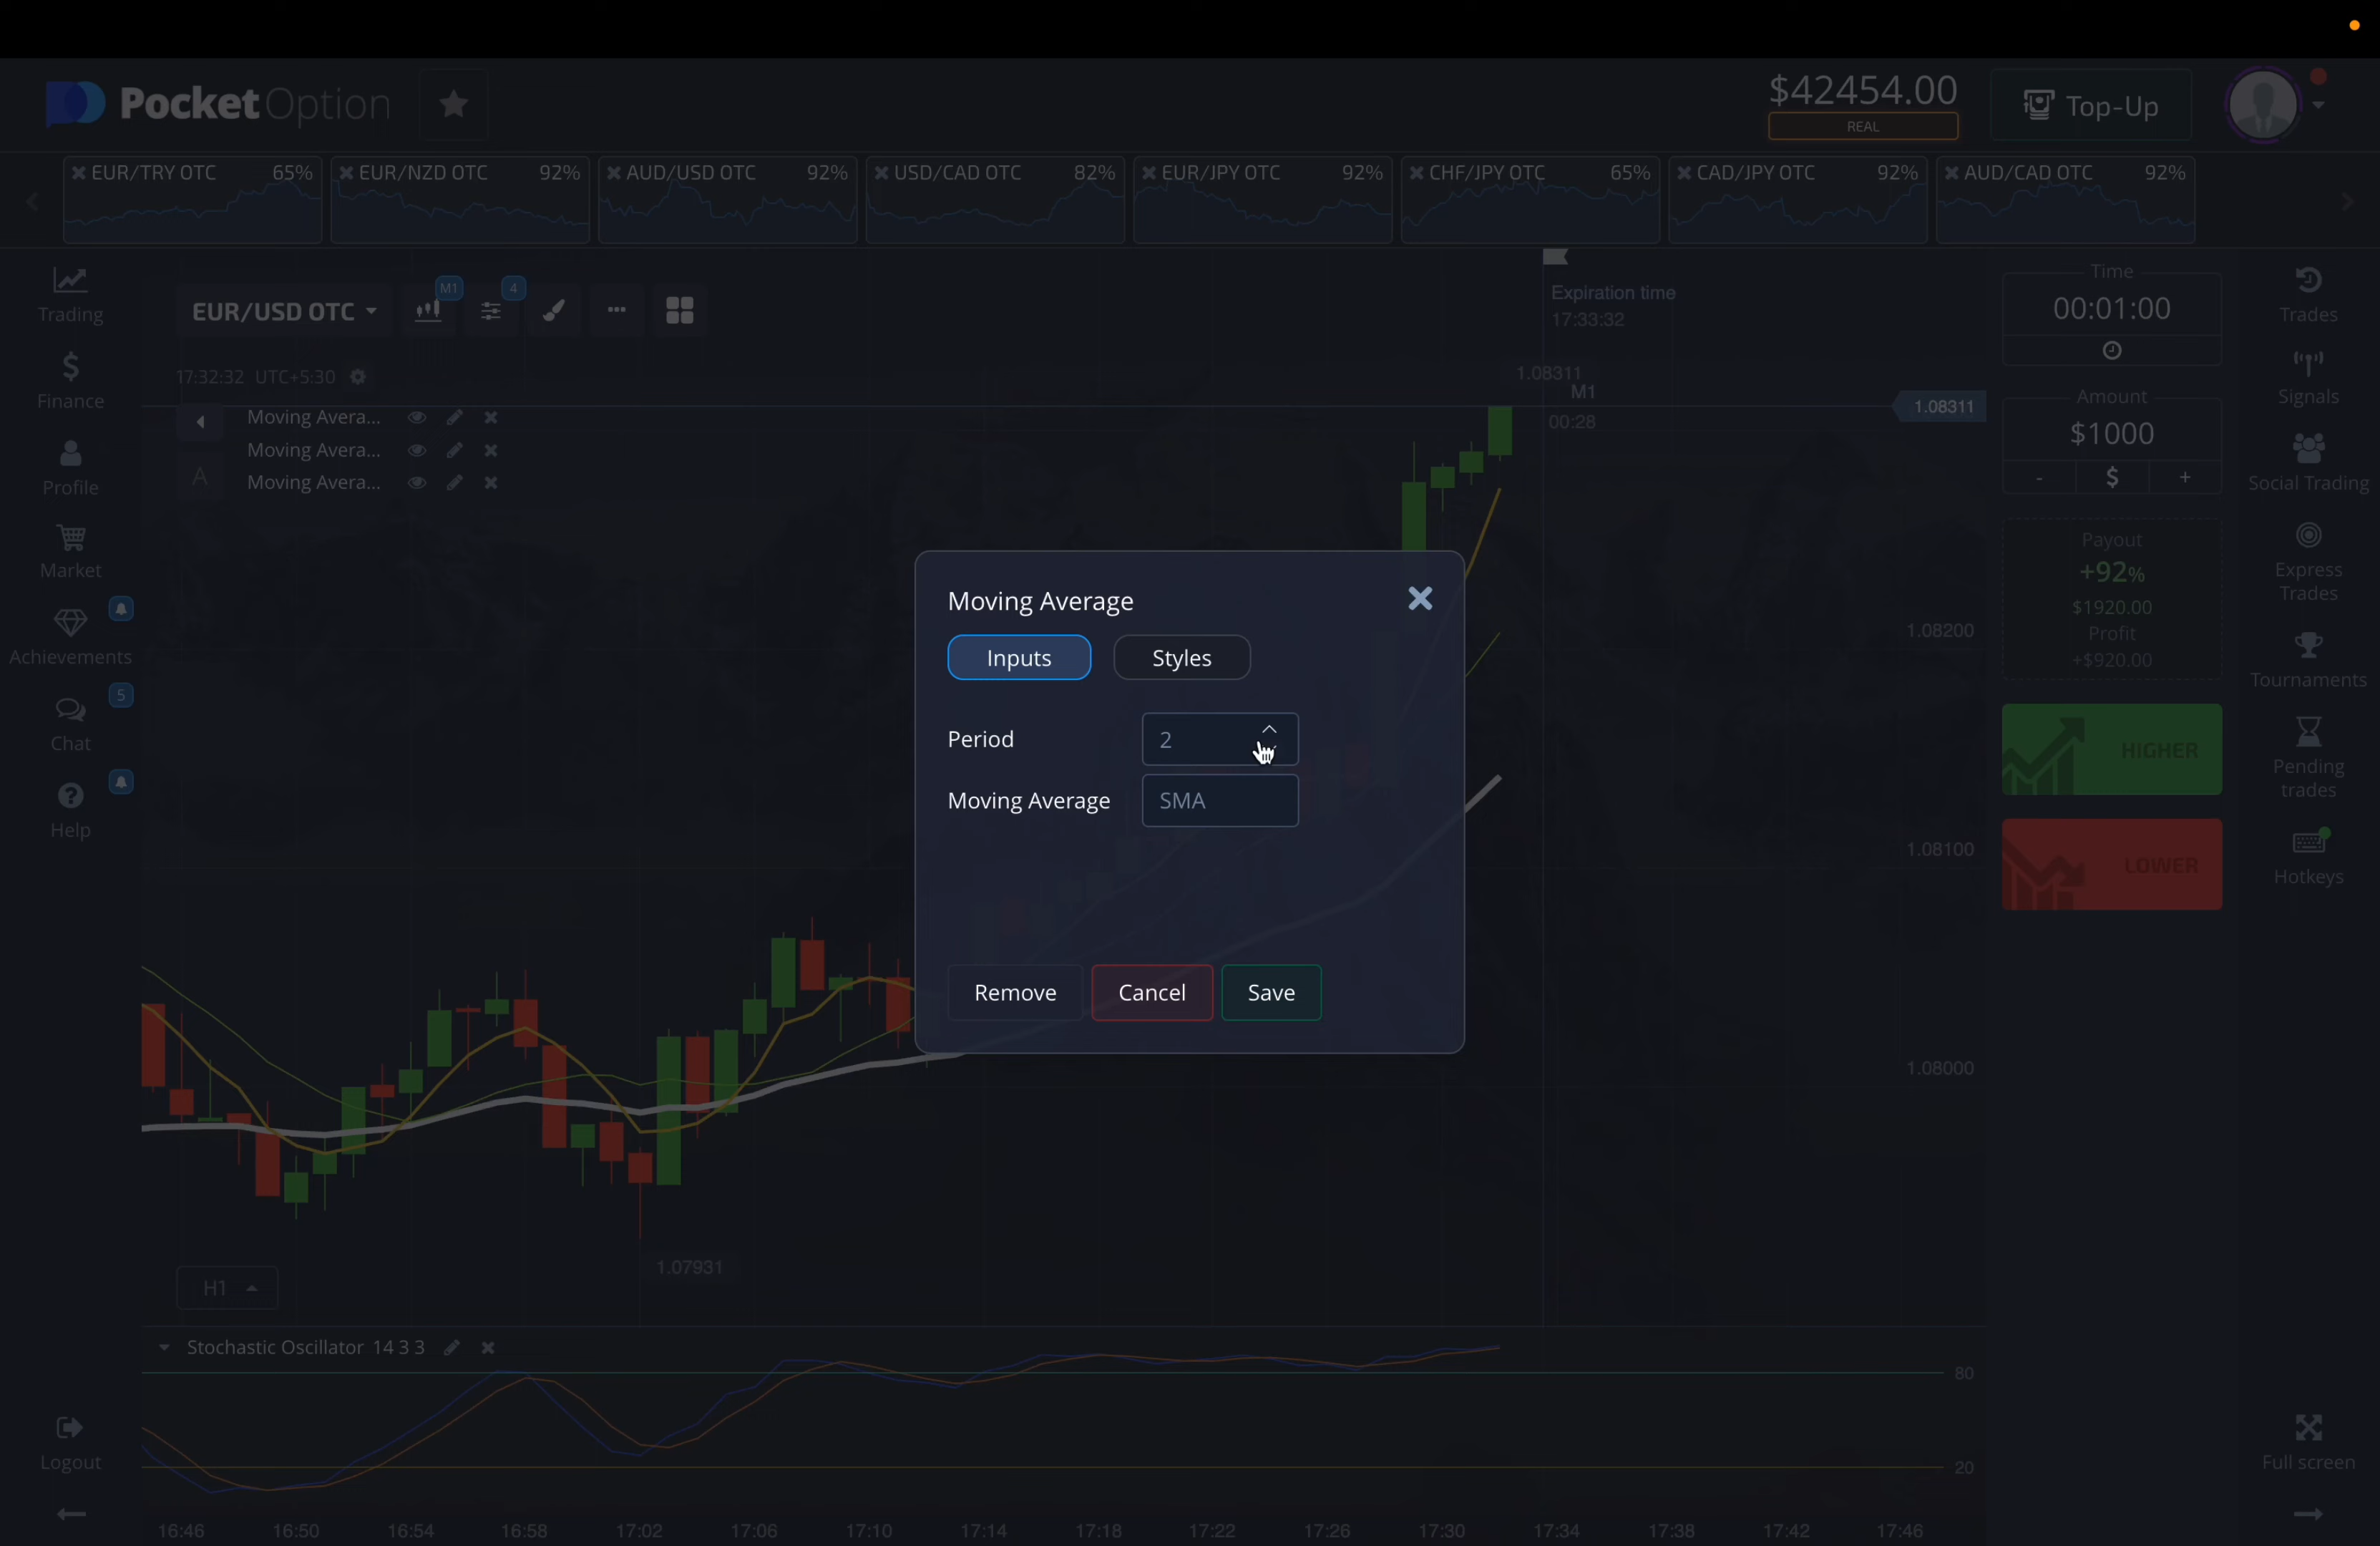 PocketOption
$42454.00
REAL
Top-Up
EUR/TRY OTC 65%
EUR/NZD OTC 92%
AUD/USD OTC 92%
USD/CAD OTC 82%
EUR/JPY OTC 92%
CHF/JPY OTC 65%
CAD/JPY OTC 92%
AUD/CAD OTC 92%
Trading
Finance
Profile
Market
Achievements
5
Chat
Help
Logout
EUR/USD OTC
M1
4
17:32:32 UTC+5:30
Moving Avera...
Moving Avera...
A
Moving Avera...
Expiration time
17:33:32
1.08311
M1
00:28
1.08311
1.08200
1.08100
1.08000
1.07931
H1
Moving Average
Inputs
Styles
Period
2
Moving Average
SMA
Remove
Cancel
Save
Stochastic Oscillator 14 3 3
80
20
16:46 16:50 16:54 16:58 17:02 17:06 17:10 17:14 17:18 17:22 17:26 17:30 17:34 17:38 17:42 17:46
Time
00:01:00
Amount
$1000
- $ +
Payout
+92%
$1920.00
Profit
+$920.00
HIGHER
LOWER
Trades
Signals
Social Trading
Express
Trades
Tournaments
Pending
trades
Hotkeys
Full screen